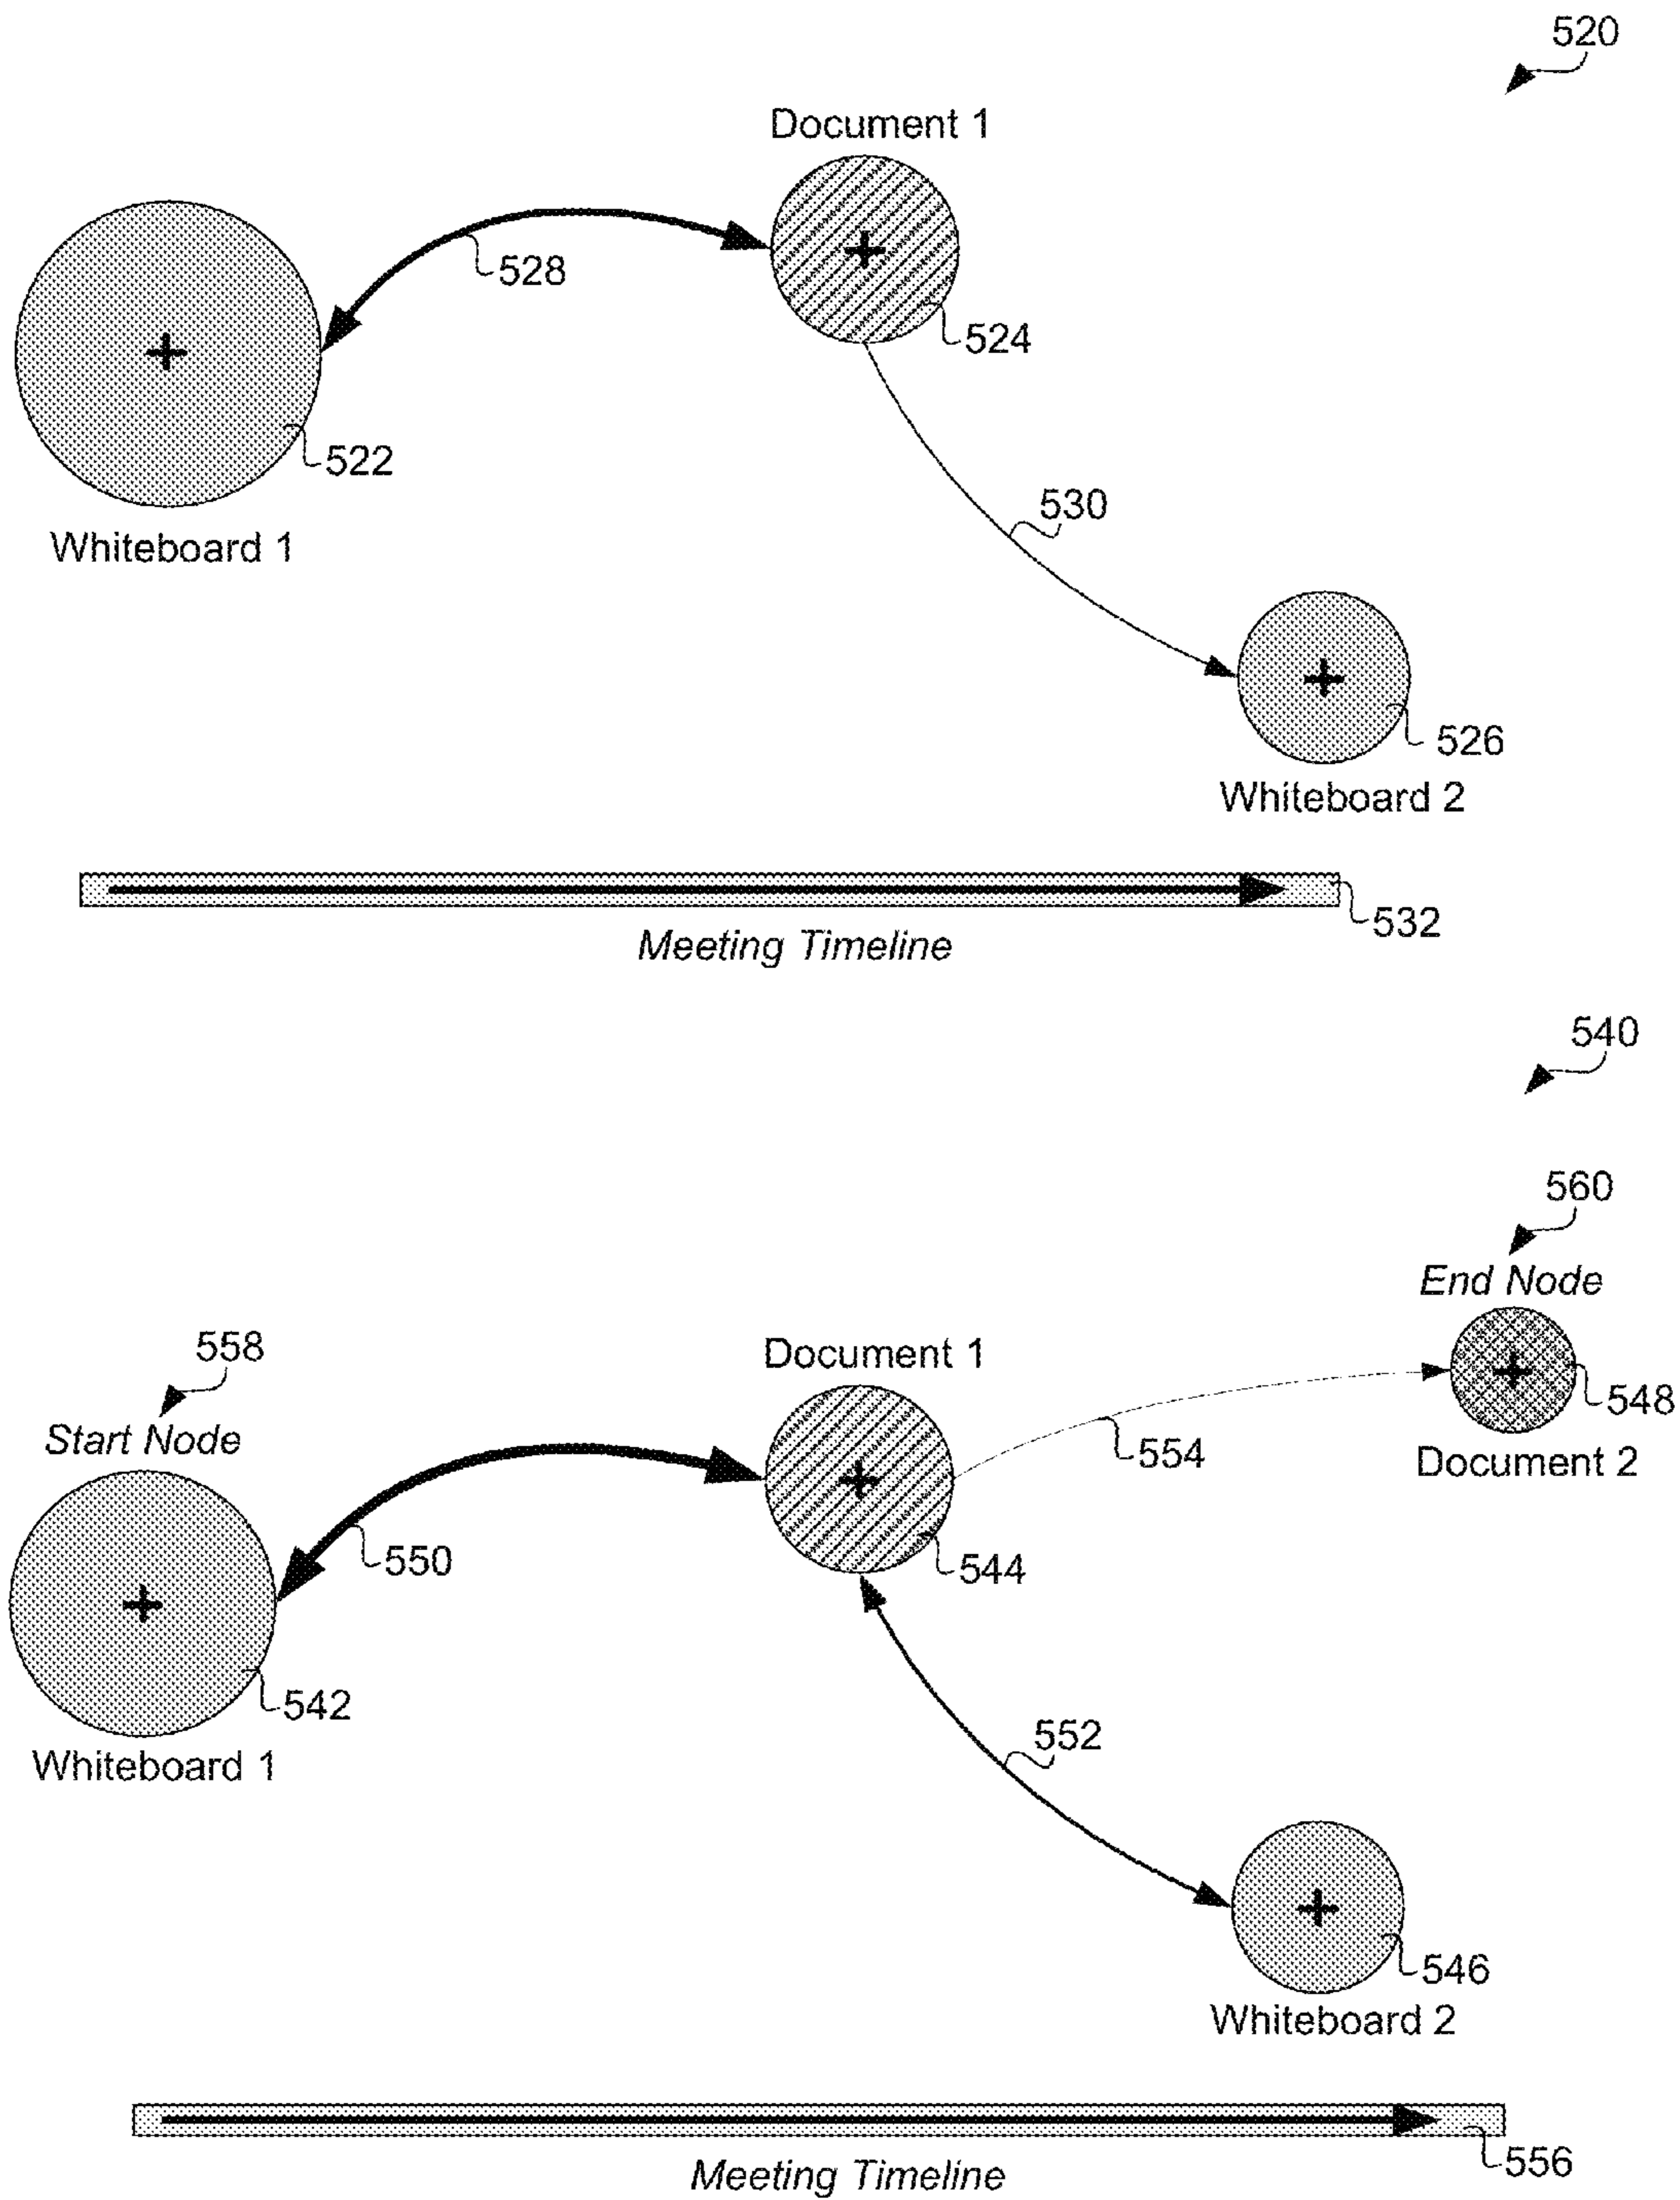 520
Document 1
528
524
522
Whiteboard 1
530
526
Whiteboard 2
532
Meeting Timeline
540
560
End Node
558
Document 1
Start Node
548
554
Document 2
550
544
542
552
Whiteboard 1
546
Whiteboard 2
556
Meeting Timeline